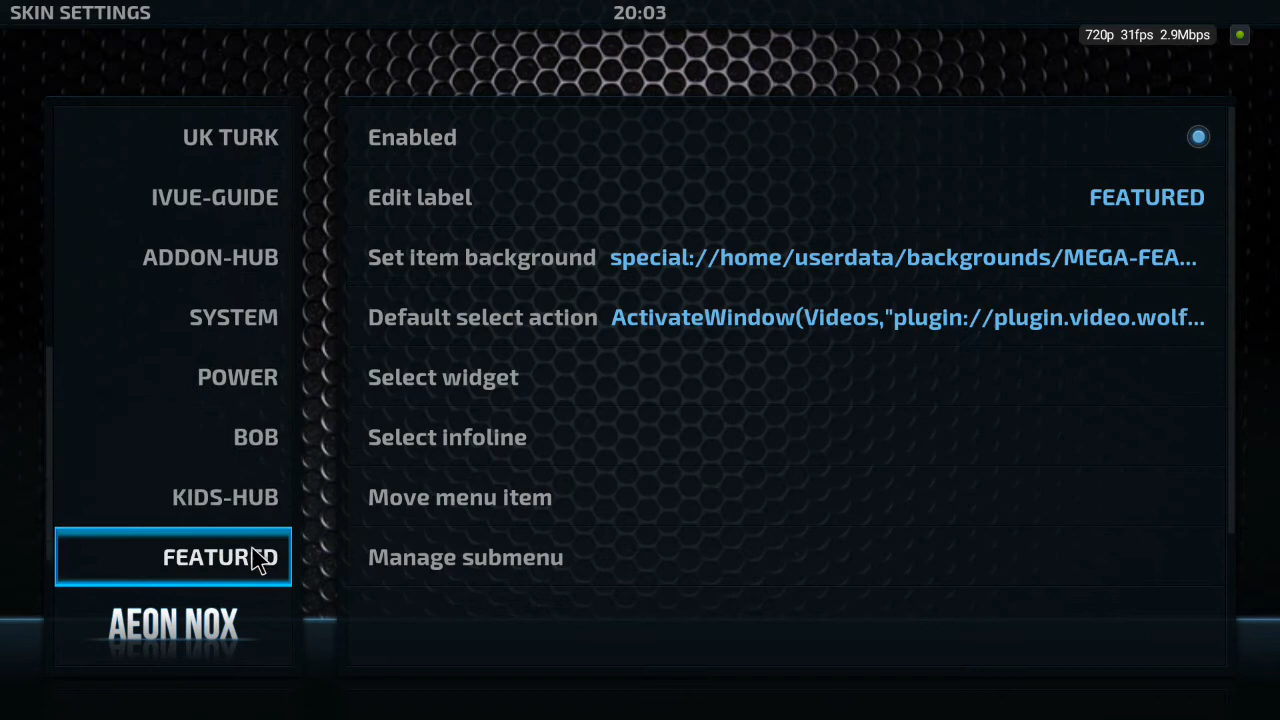 SKIN SETTINGS
20:03
720p 31fps 2.9Mbps
UK TURK
IVUE-GUIDE
ADDON-HUB
SYSTEM
POWER
BOB
KIDS-HUB
FEATURED
AEON NOX
Enabled
Edit label FEATURED
Set item background special://home/userdata/backgrounds/MEGA-FEA...
Default select action ActivateWindow(Videos,"plugin://plugin.video.wolf...
Select widget
Select infoline
Move menu item
Manage submenu